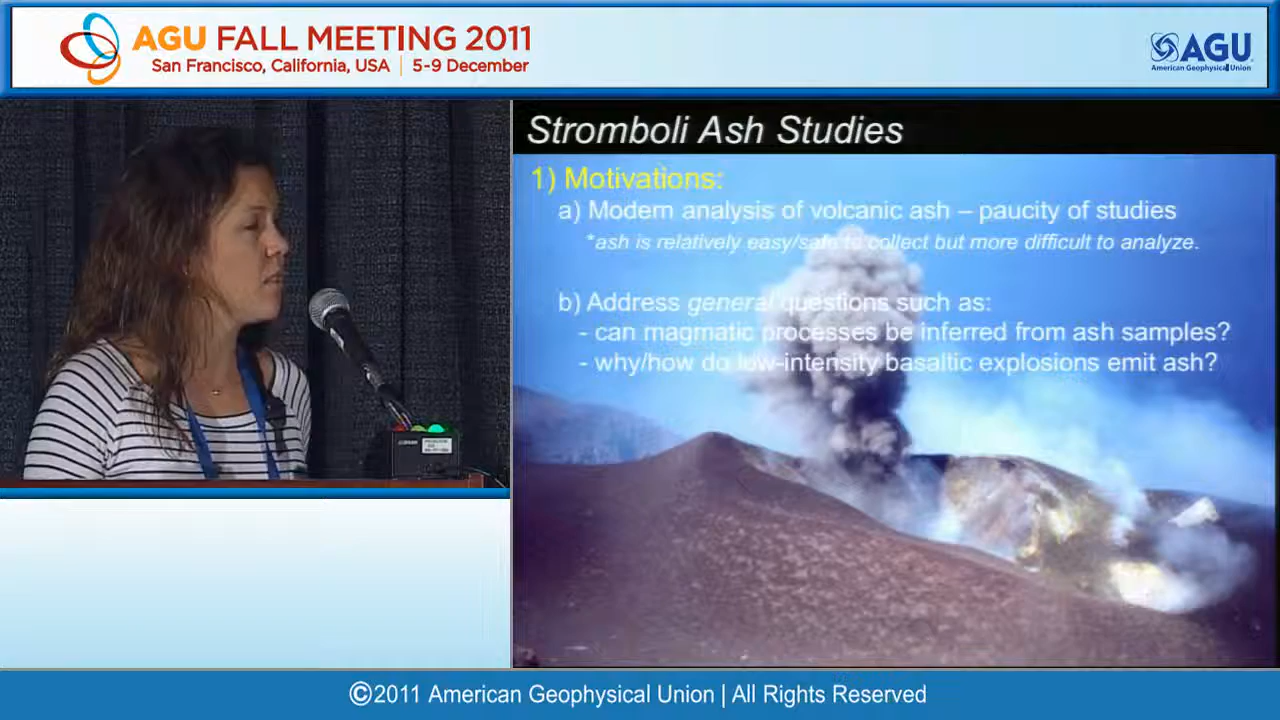 AGU FALL MEETING 2011
San Francisco, California, USA | 5-9 December
AGU
American Geophysical Union
Stromboli Ash Studies
1) Motivations:
a) Modern analysis of volcanic ash – paucity of studies
*ash is relatively easy/safe to collect but more difficult to analyze.
b) Address general questions such as:
- can magmatic processes be inferred from ash samples?
- why/how do low-intensity basaltic explosions emit ash?
©2011 American Geophysical Union | All Rights Reserved